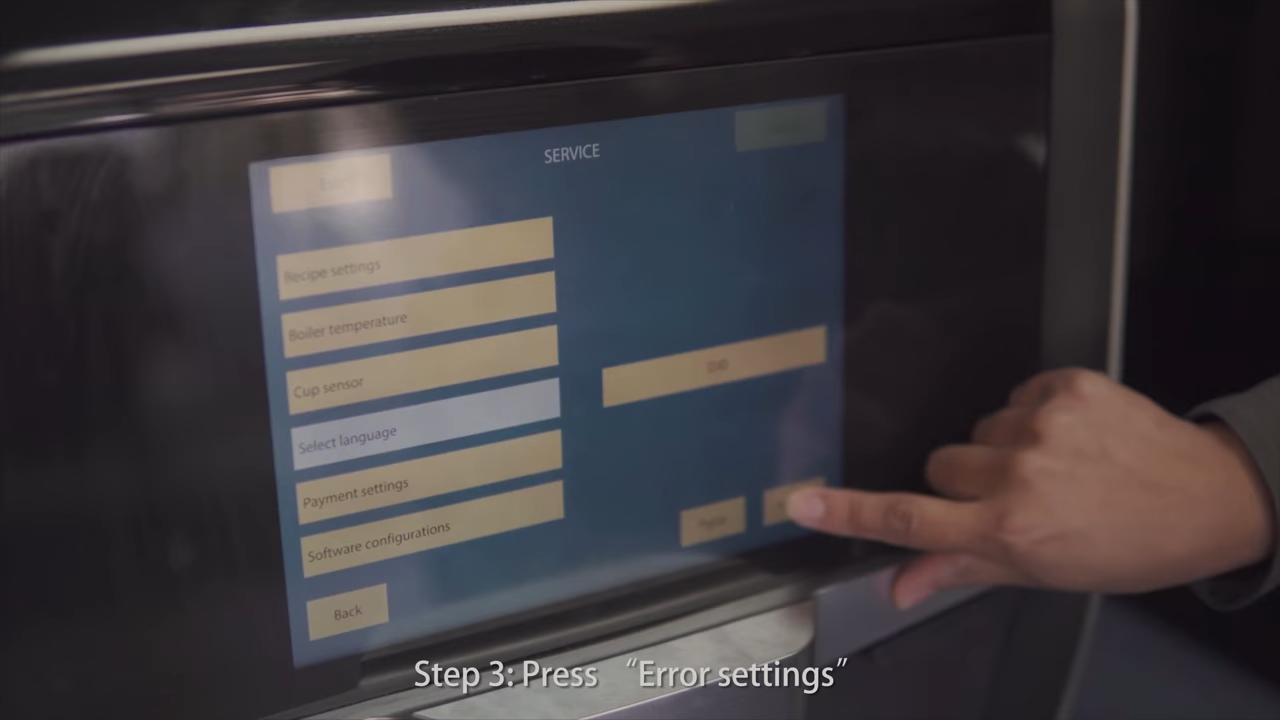 SERVICE
Recipe settings
Boiler temperature
Cup sensor
Select language
Payment settings
Software configurations
Back
Step 3: Press “Error settings”